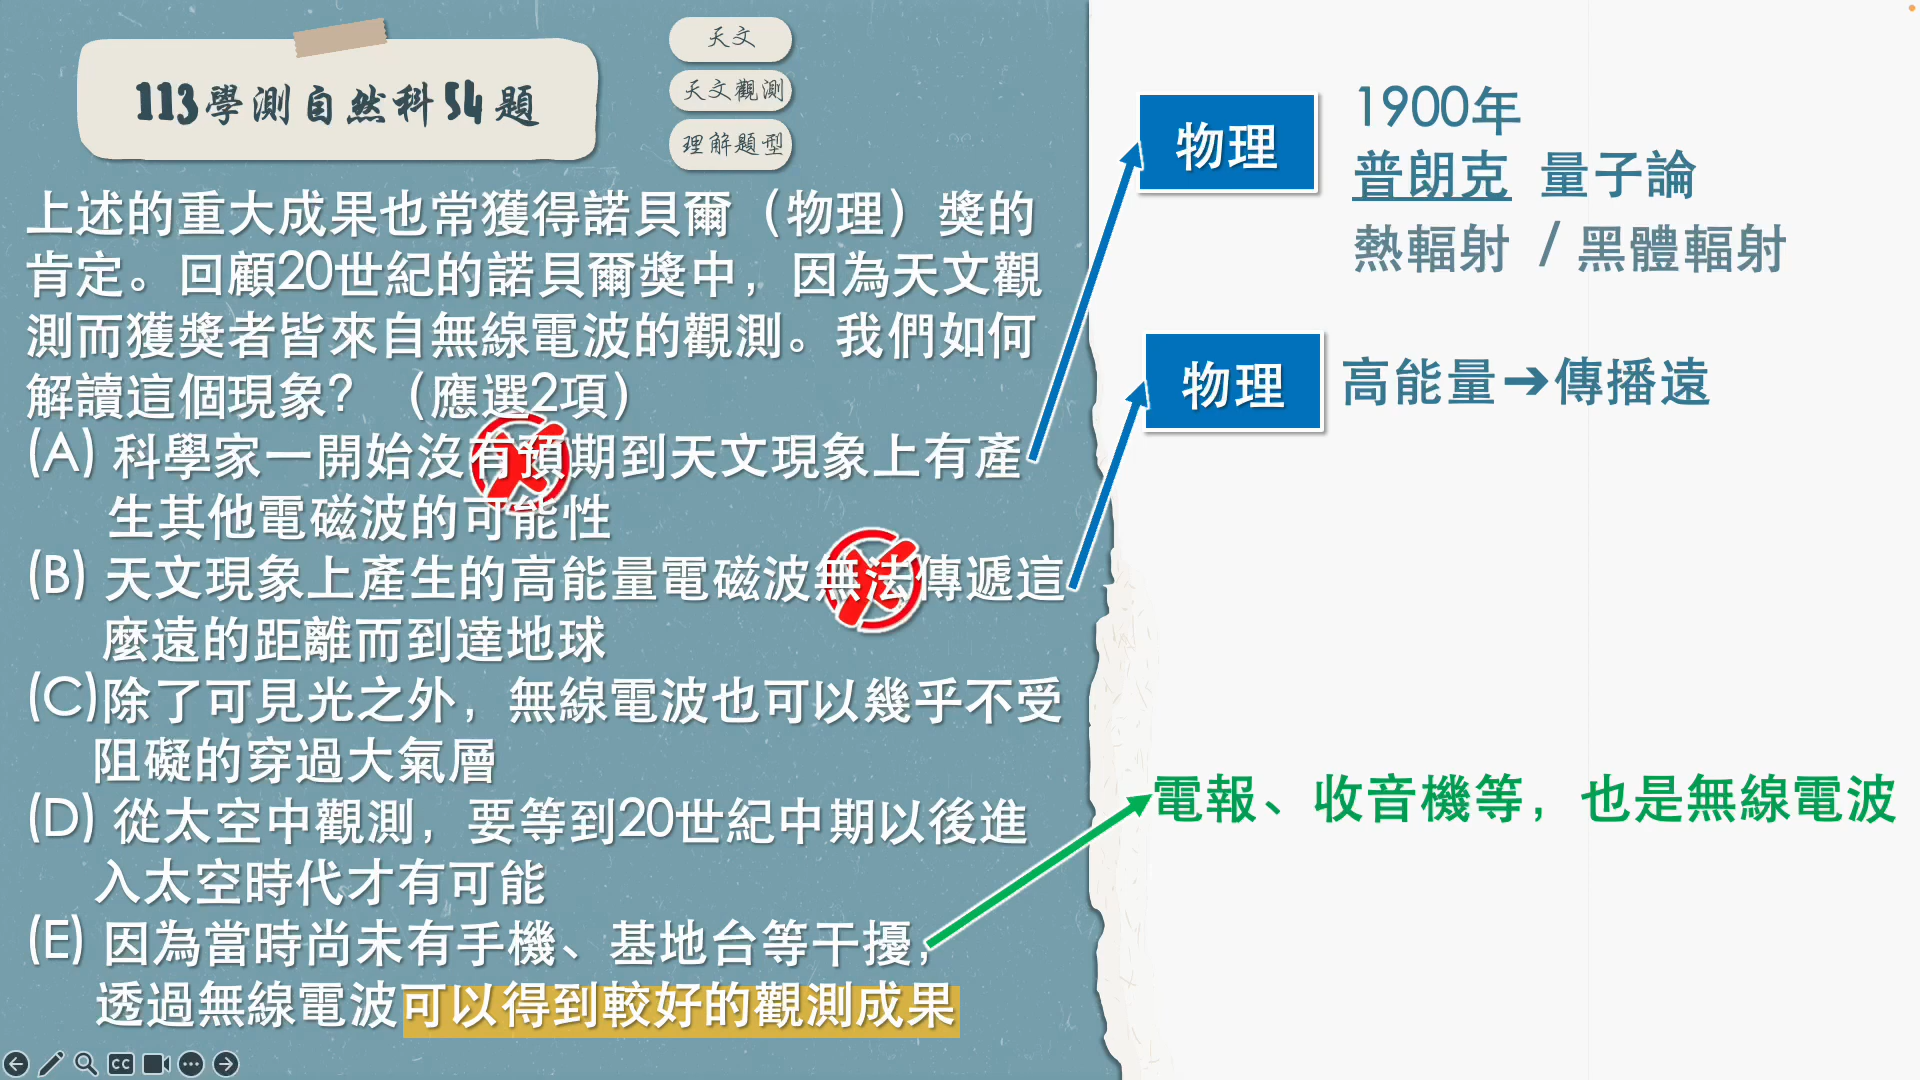 113學測自然科54題
天文
天文觀測
理解題型
上述的重大成果也常獲得諾貝爾（物理）獎的
肯定。回顧20世紀的諾貝爾獎中，因為天文觀
測而獲獎者皆來自無線電波的觀測。我們如何
解讀這個現象？（應選2項）
(A) 科學家一開始沒有預期到天文現象上有產
生其他電磁波的可能性
(B) 天文現象上產生的高能量電磁波無法傳遞這
麼遠的距離而到達地球
(C)除了可見光之外，無線電波也可以幾乎不受
阻礙的穿過大氣層
(D) 從太空中觀測，要等到20世紀中期以後進
入太空時代才有可能
(E) 因為當時尚未有手機、基地台等干擾，
透過無線電波可以得到較好的觀測成果
物理
1900年
普朗克 量子論
熱輻射 / 黑體輻射
物理
高能量➔傳播遠
電報、收音機等，也是無線電波
CC